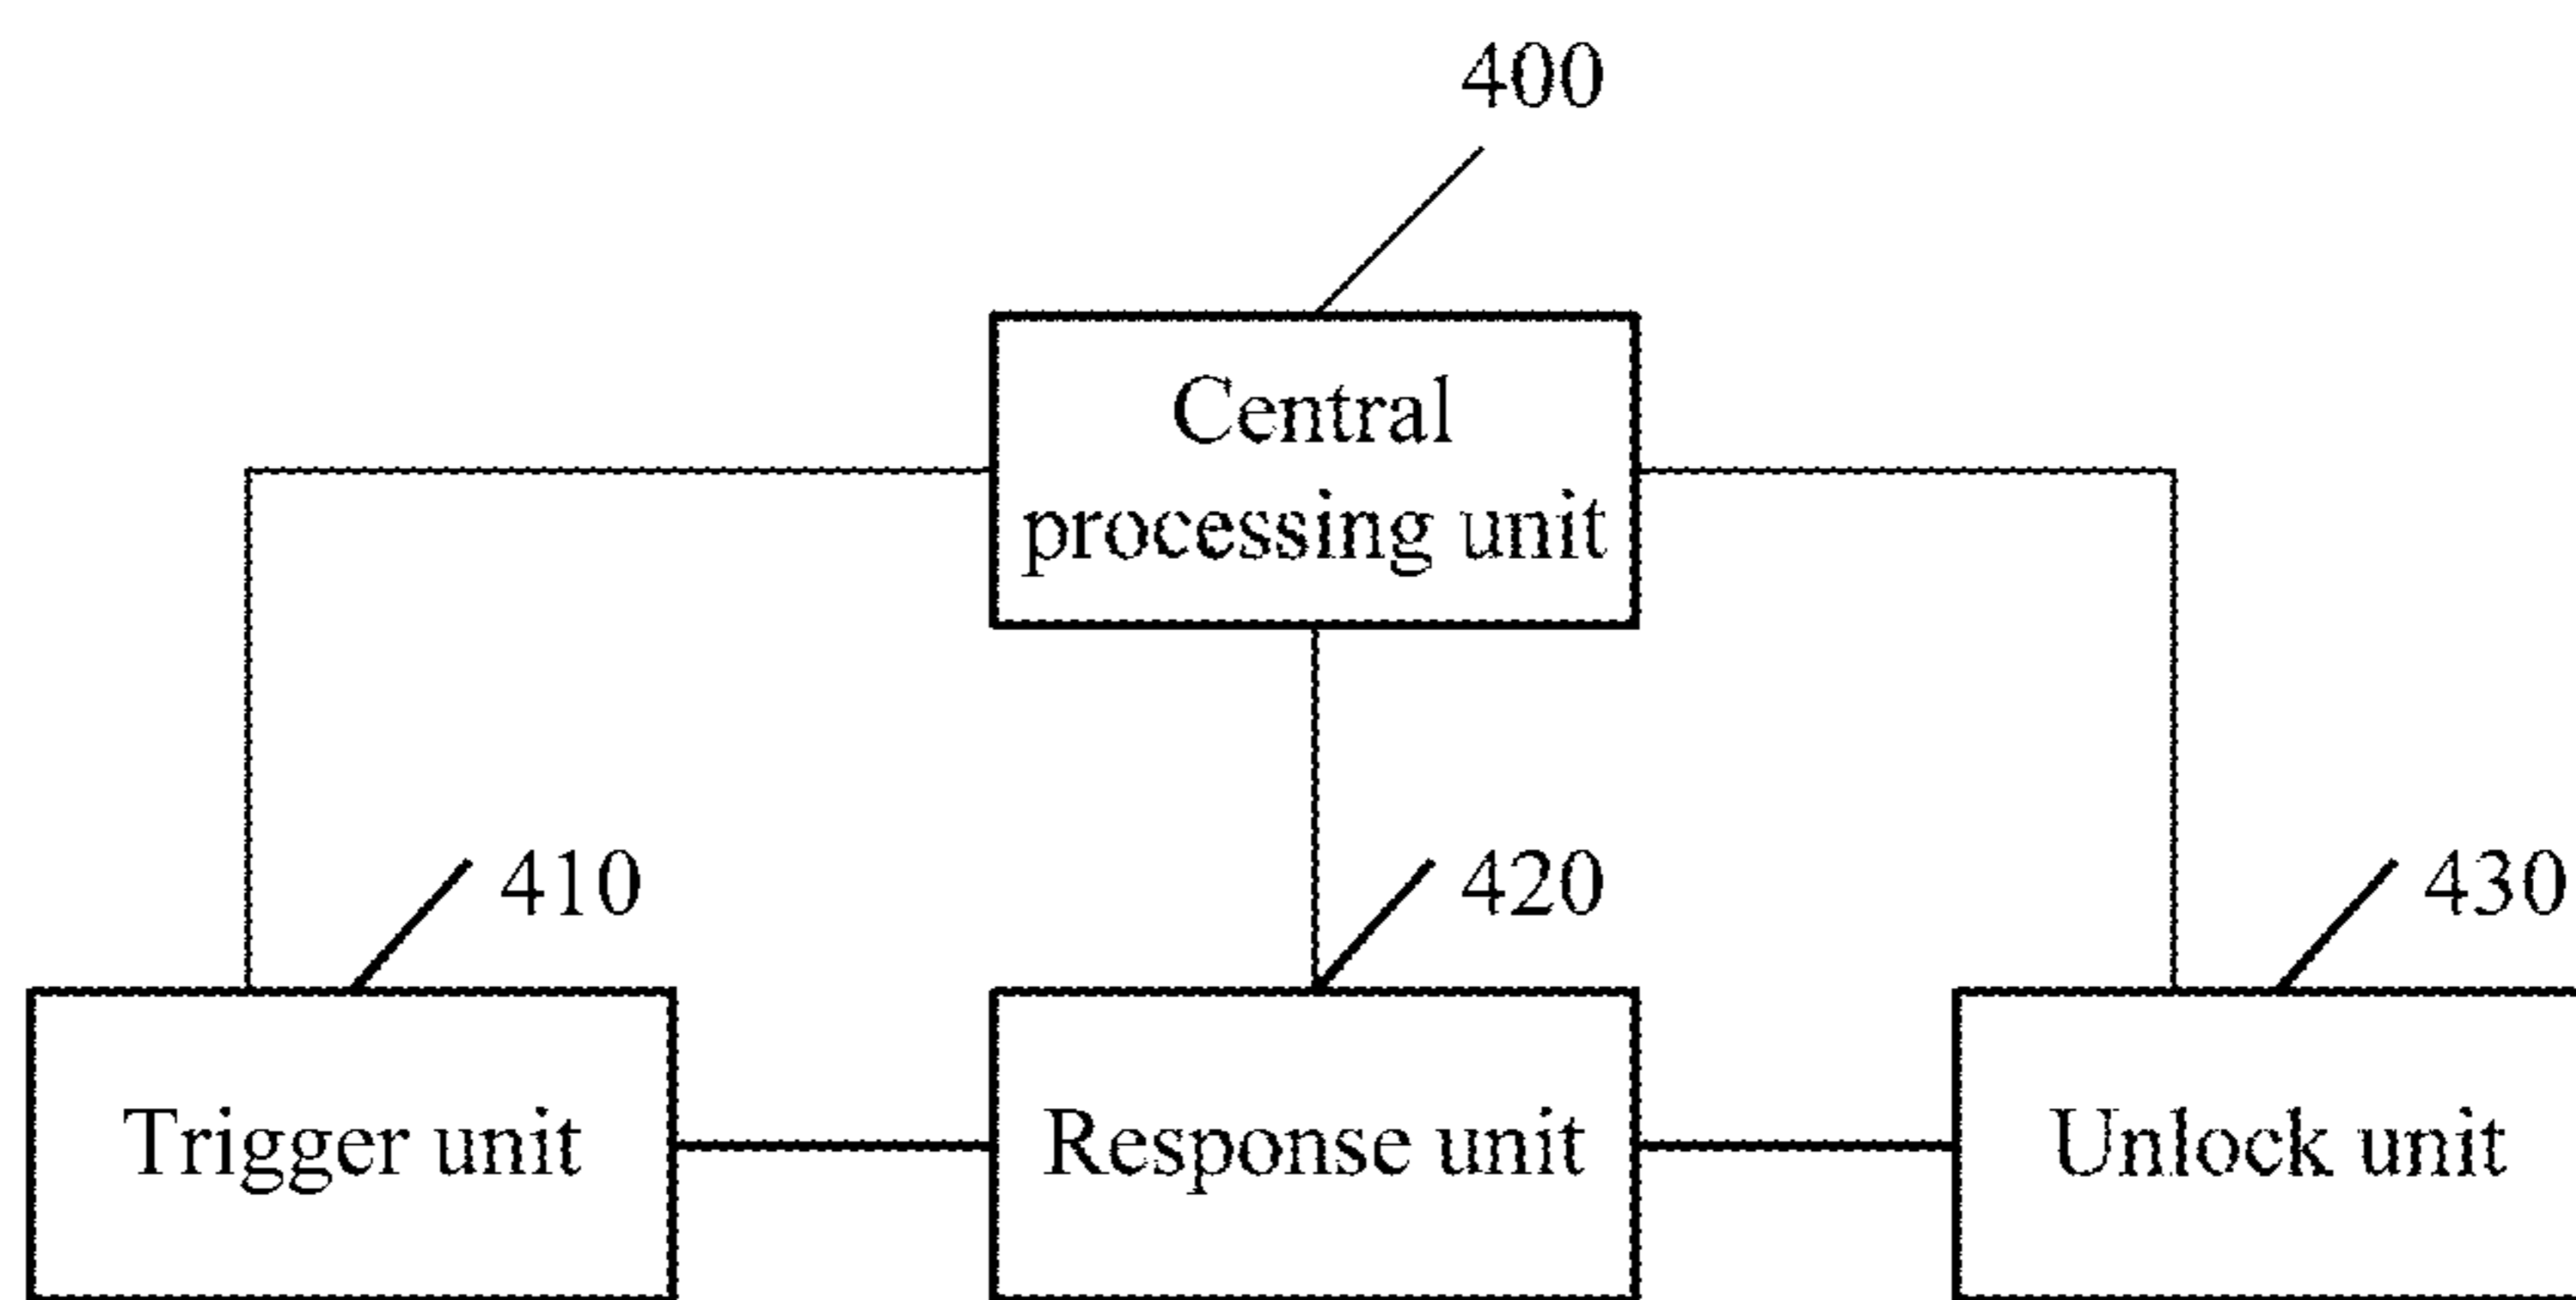 400
Central
processing unit
410
420
430
Trigger unit
Response unit
Unlock unit